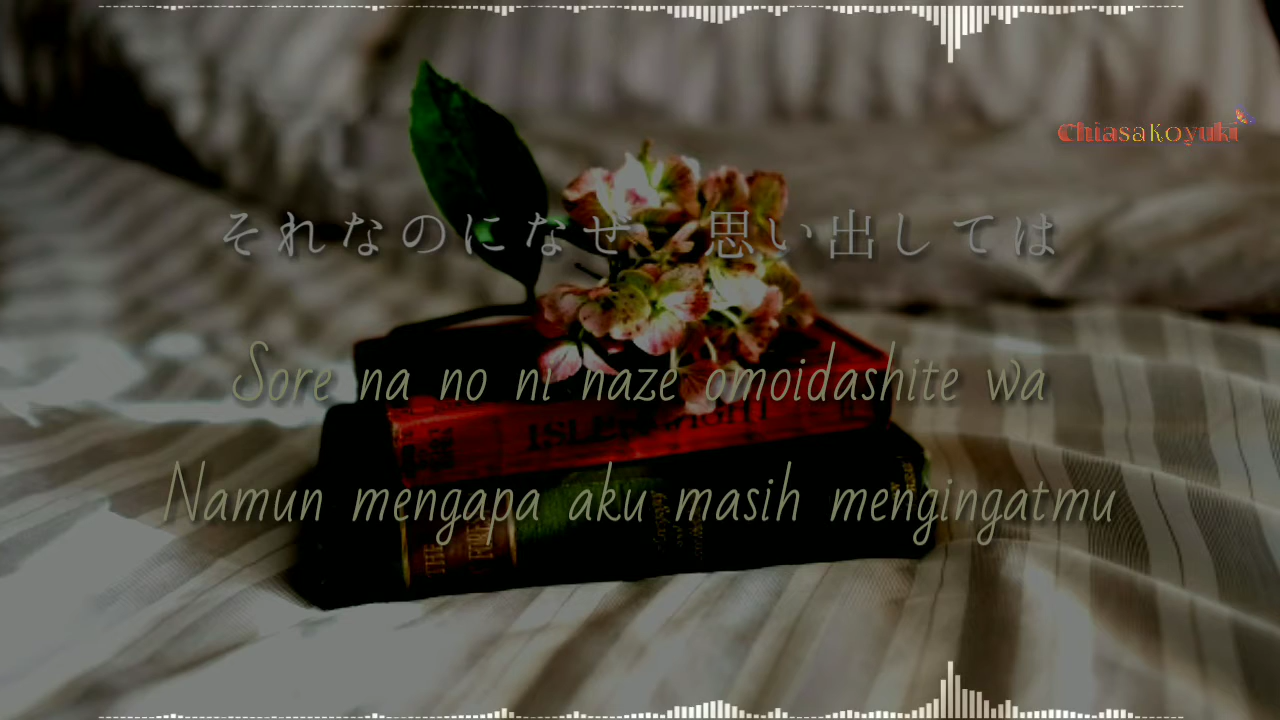 ChiasaKoyuki
それなのになぜ 思い出しては
Sore na no ni naze omoidashite wa
Namun mengapa aku masih mengingatmu
THE